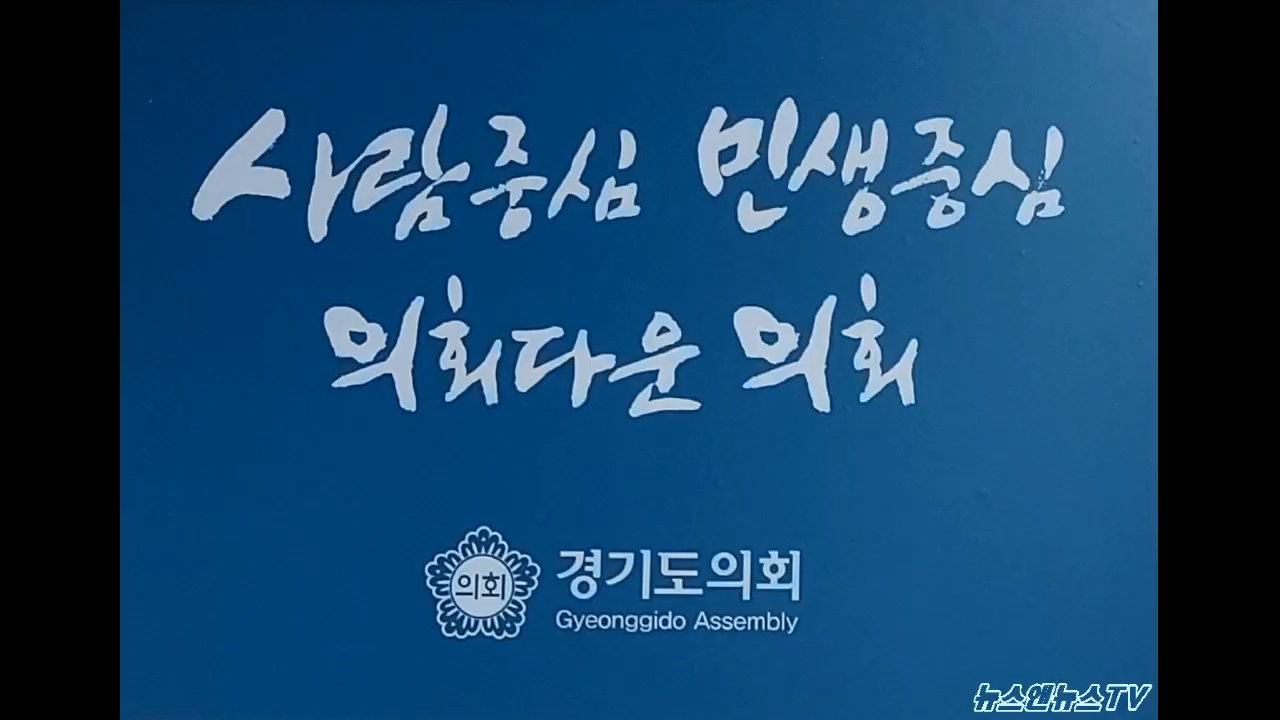 사람중심 민생중심
의회다운 의회
의회
경기도의회
Gyeonggido Assembly
뉴스앤뉴스TV